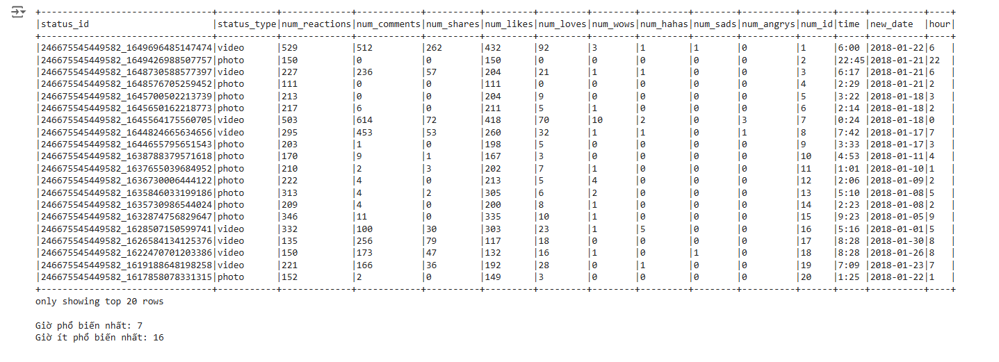 +--------------------------------+-----------+-------------+------------+----------+---------+---------+--------+---------+--------+----------+------+-----+----------+----+
|status_id                       |status_type|num_reactions|num_comments|num_shares|num_likes|num_loves|num_wows|num_hahas|num_sads|num_angrys|num_id|time |new_date  |hour|
+--------------------------------+-----------+-------------+------------+----------+---------+---------+--------+---------+--------+----------+------+-----+----------+----+
|246675545449582_1649696485147474|video      |529          |512         |262       |432      |92       |3       |1        |1       |0         |1     |6:00 |2018-01-22|6   |
|246675545449582_1649426988507757|photo      |150          |0           |0         |150      |0        |0       |0        |0       |0         |2     |22:45|2018-01-21|22  |
|246675545449582_1648730588577397|video      |227          |236         |57        |204      |21       |1       |1        |0       |0         |3     |6:17 |2018-01-21|6   |
|246675545449582_1648576705259452|photo      |111          |0           |0         |111      |0        |0       |0        |0       |0         |4     |2:29 |2018-01-21|2   |
|246675545449582_1645700502213739|photo      |213          |0           |0         |204      |9        |0       |0        |0       |0         |5     |3:22 |2018-01-18|3   |
|246675545449582_1645650162218773|photo      |217          |6           |0         |211      |5        |1       |0        |0       |0         |6     |2:14 |2018-01-18|2   |
|246675545449582_1645564175560705|video      |503          |614         |72        |418      |70       |10      |2        |0       |3         |7     |0:24 |2018-01-18|0   |
|246675545449582_1644824665634656|video      |295          |453         |53        |260      |32       |1       |1        |0       |1         |8     |7:42 |2018-01-17|7   |
|246675545449582_1644655795651543|photo      |203          |1           |0         |198      |5        |0       |0        |0       |0         |9     |3:33 |2018-01-17|3   |
|246675545449582_1638788379571618|photo      |170          |9           |1         |167      |3        |0       |0        |0       |0         |10    |4:53 |2018-01-11|4   |
|246675545449582_1637655039684952|photo      |210          |2           |3         |202      |7        |1       |0        |0       |0         |11    |1:01 |2018-01-10|1   |
|246675545449582_1636730006444122|photo      |222          |4           |0         |213      |5        |4       |0        |0       |0         |12    |2:06 |2018-01-09|2   |
|246675545449582_1635846033199186|photo      |313          |4           |2         |305      |6        |2       |0        |0       |0         |13    |5:10 |2018-01-08|5   |
|246675545449582_1635730986544024|photo      |209          |4           |0         |200      |8        |1       |0        |0       |0         |14    |2:23 |2018-01-08|2   |
|246675545449582_1632874756829647|photo      |346          |11          |0         |335      |10       |1       |0        |0       |0         |15    |9:23 |2018-01-05|9   |
|246675545449582_1628507150599741|video      |332          |100         |30        |303      |23       |1       |5        |0       |0         |16    |5:16 |2018-01-01|5   |
|246675545449582_1626584134125376|video      |135          |256         |79        |117      |18       |0       |0        |0       |0         |17    |8:28 |2018-01-30|8   |
|246675545449582_1622470701203386|video      |150          |173         |47        |132      |16       |1       |0        |1       |0         |18    |8:28 |2018-01-26|8   |
|246675545449582_1619188648198258|video      |221          |166         |36        |192      |28       |0       |1        |0       |0         |19    |7:09 |2018-01-23|7   |
|246675545449582_1617858078331315|photo      |152          |2           |0         |149      |3        |0       |0        |0       |0         |20    |1:25 |2018-01-22|1   |
+--------------------------------+-----------+-------------+------------+----------+---------+---------+--------+---------+--------+----------+------+-----+----------+----+
only showing top 20 rows
Giờ phổ biến nhất: 7
Giờ ít phổ biến nhất: 16